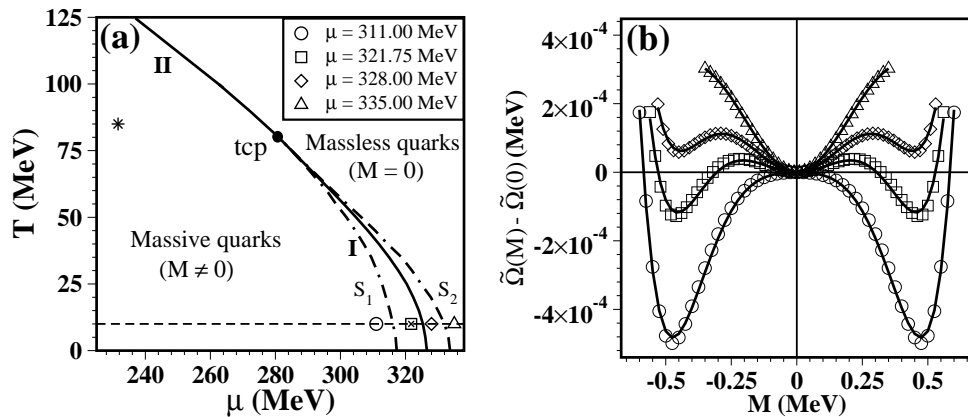 (a)
○ μ = 311.00 MeV
□ μ = 321.75 MeV
◇ μ = 328.00 MeV
△ μ = 335.00 MeV
II
tcp
Massless quarks
(M = 0)
Massive quarks
(M ≠ 0)
I
S₁
S₂
125
100
75
50
25
0
T (MeV)
240 260 280 300 320
μ (MeV)
(b)
4×10⁻⁴
2×10⁻⁴
0
-2×10⁻⁴
-4×10⁻⁴
Ω̃(M) - Ω̃(0) (MeV)
-0.5 -0.25 0 0.25 0.5
M (MeV)